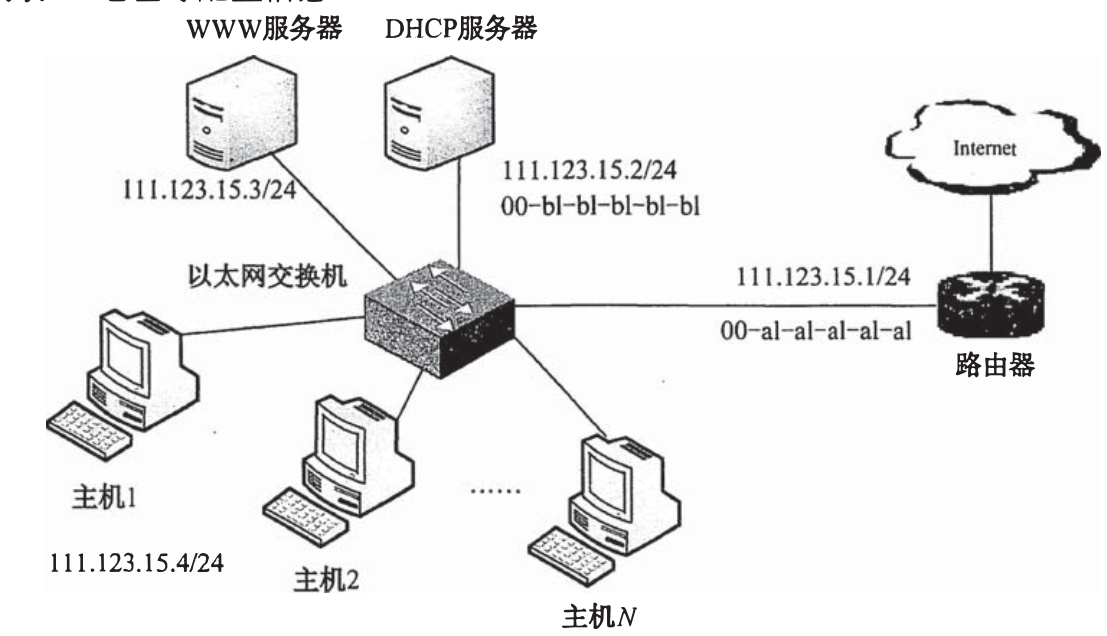 WWW服务器 DHCP服务器
111.123.15.3/24
111.123.15.2/24
00-bl-bl-bl-bl-bl
Internet
以太网交换机
111.123.15.1/24
00-al-al-al-al-al
路由器
主机1
111.123.15.4/24
主机2
......
主机N